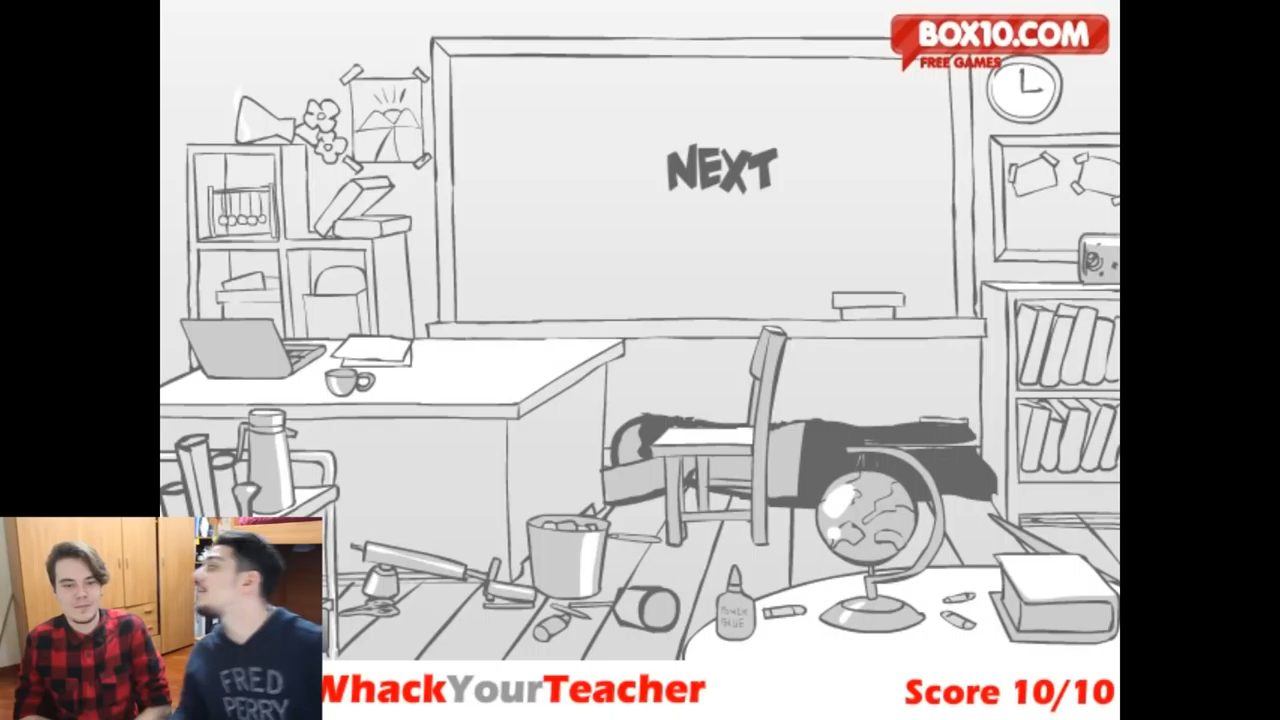 BOX10.COM
FREE GAMES
NEXT
POWER
GLUE
FRED
PERRY
WhackYourTeacher
Score 10/10